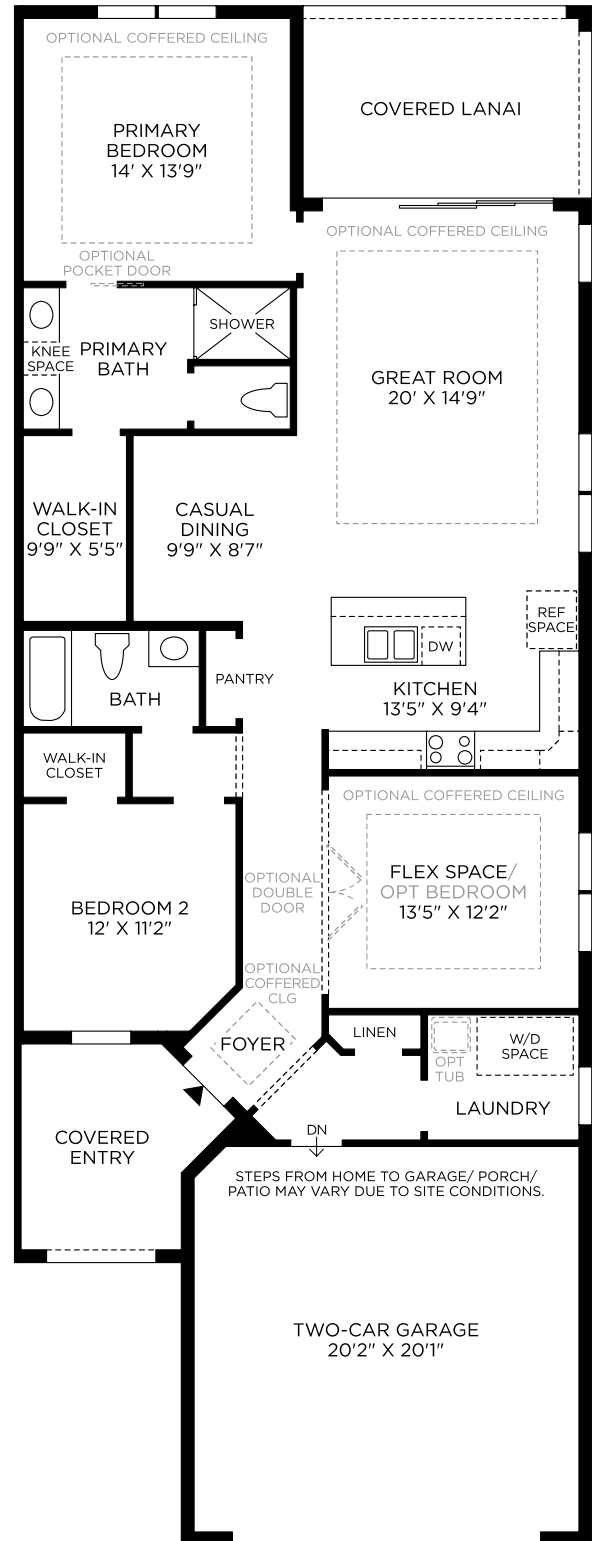 OPTIONAL COFFERED CEILING
PRIMARY
BEDROOM
14' X 13'9"
COVERED LANAI
OPTIONAL
POCKET DOOR
OPTIONAL COFFERED CEILING
SHOWER
KNEE
SPACE
PRIMARY
BATH
GREAT ROOM
20' X 14'9"
WALK-IN
CLOSET
9'9" X 5'5"
CASUAL
DINING
9'9" X 8'7"
REF
SPACE
DW
BATH
PANTRY
KITCHEN
13'5" X 9'4"
WALK-IN
CLOSET
OPTIONAL COFFERED CEILING
OPTIONAL
DOUBLE
DOOR
FLEX SPACE/
OPT BEDROOM
13'5" X 12'2"
BEDROOM 2
12' X 11'2"
OPTIONAL
COFFERED
CLG
FOYER
LINEN
OPT
TUB
W/D
SPACE
LAUNDRY
COVERED
ENTRY
DN
STEPS FROM HOME TO GARAGE/ PORCH/
PATIO MAY VARY DUE TO SITE CONDITIONS.
TWO-CAR GARAGE
20'2" X 20'1"